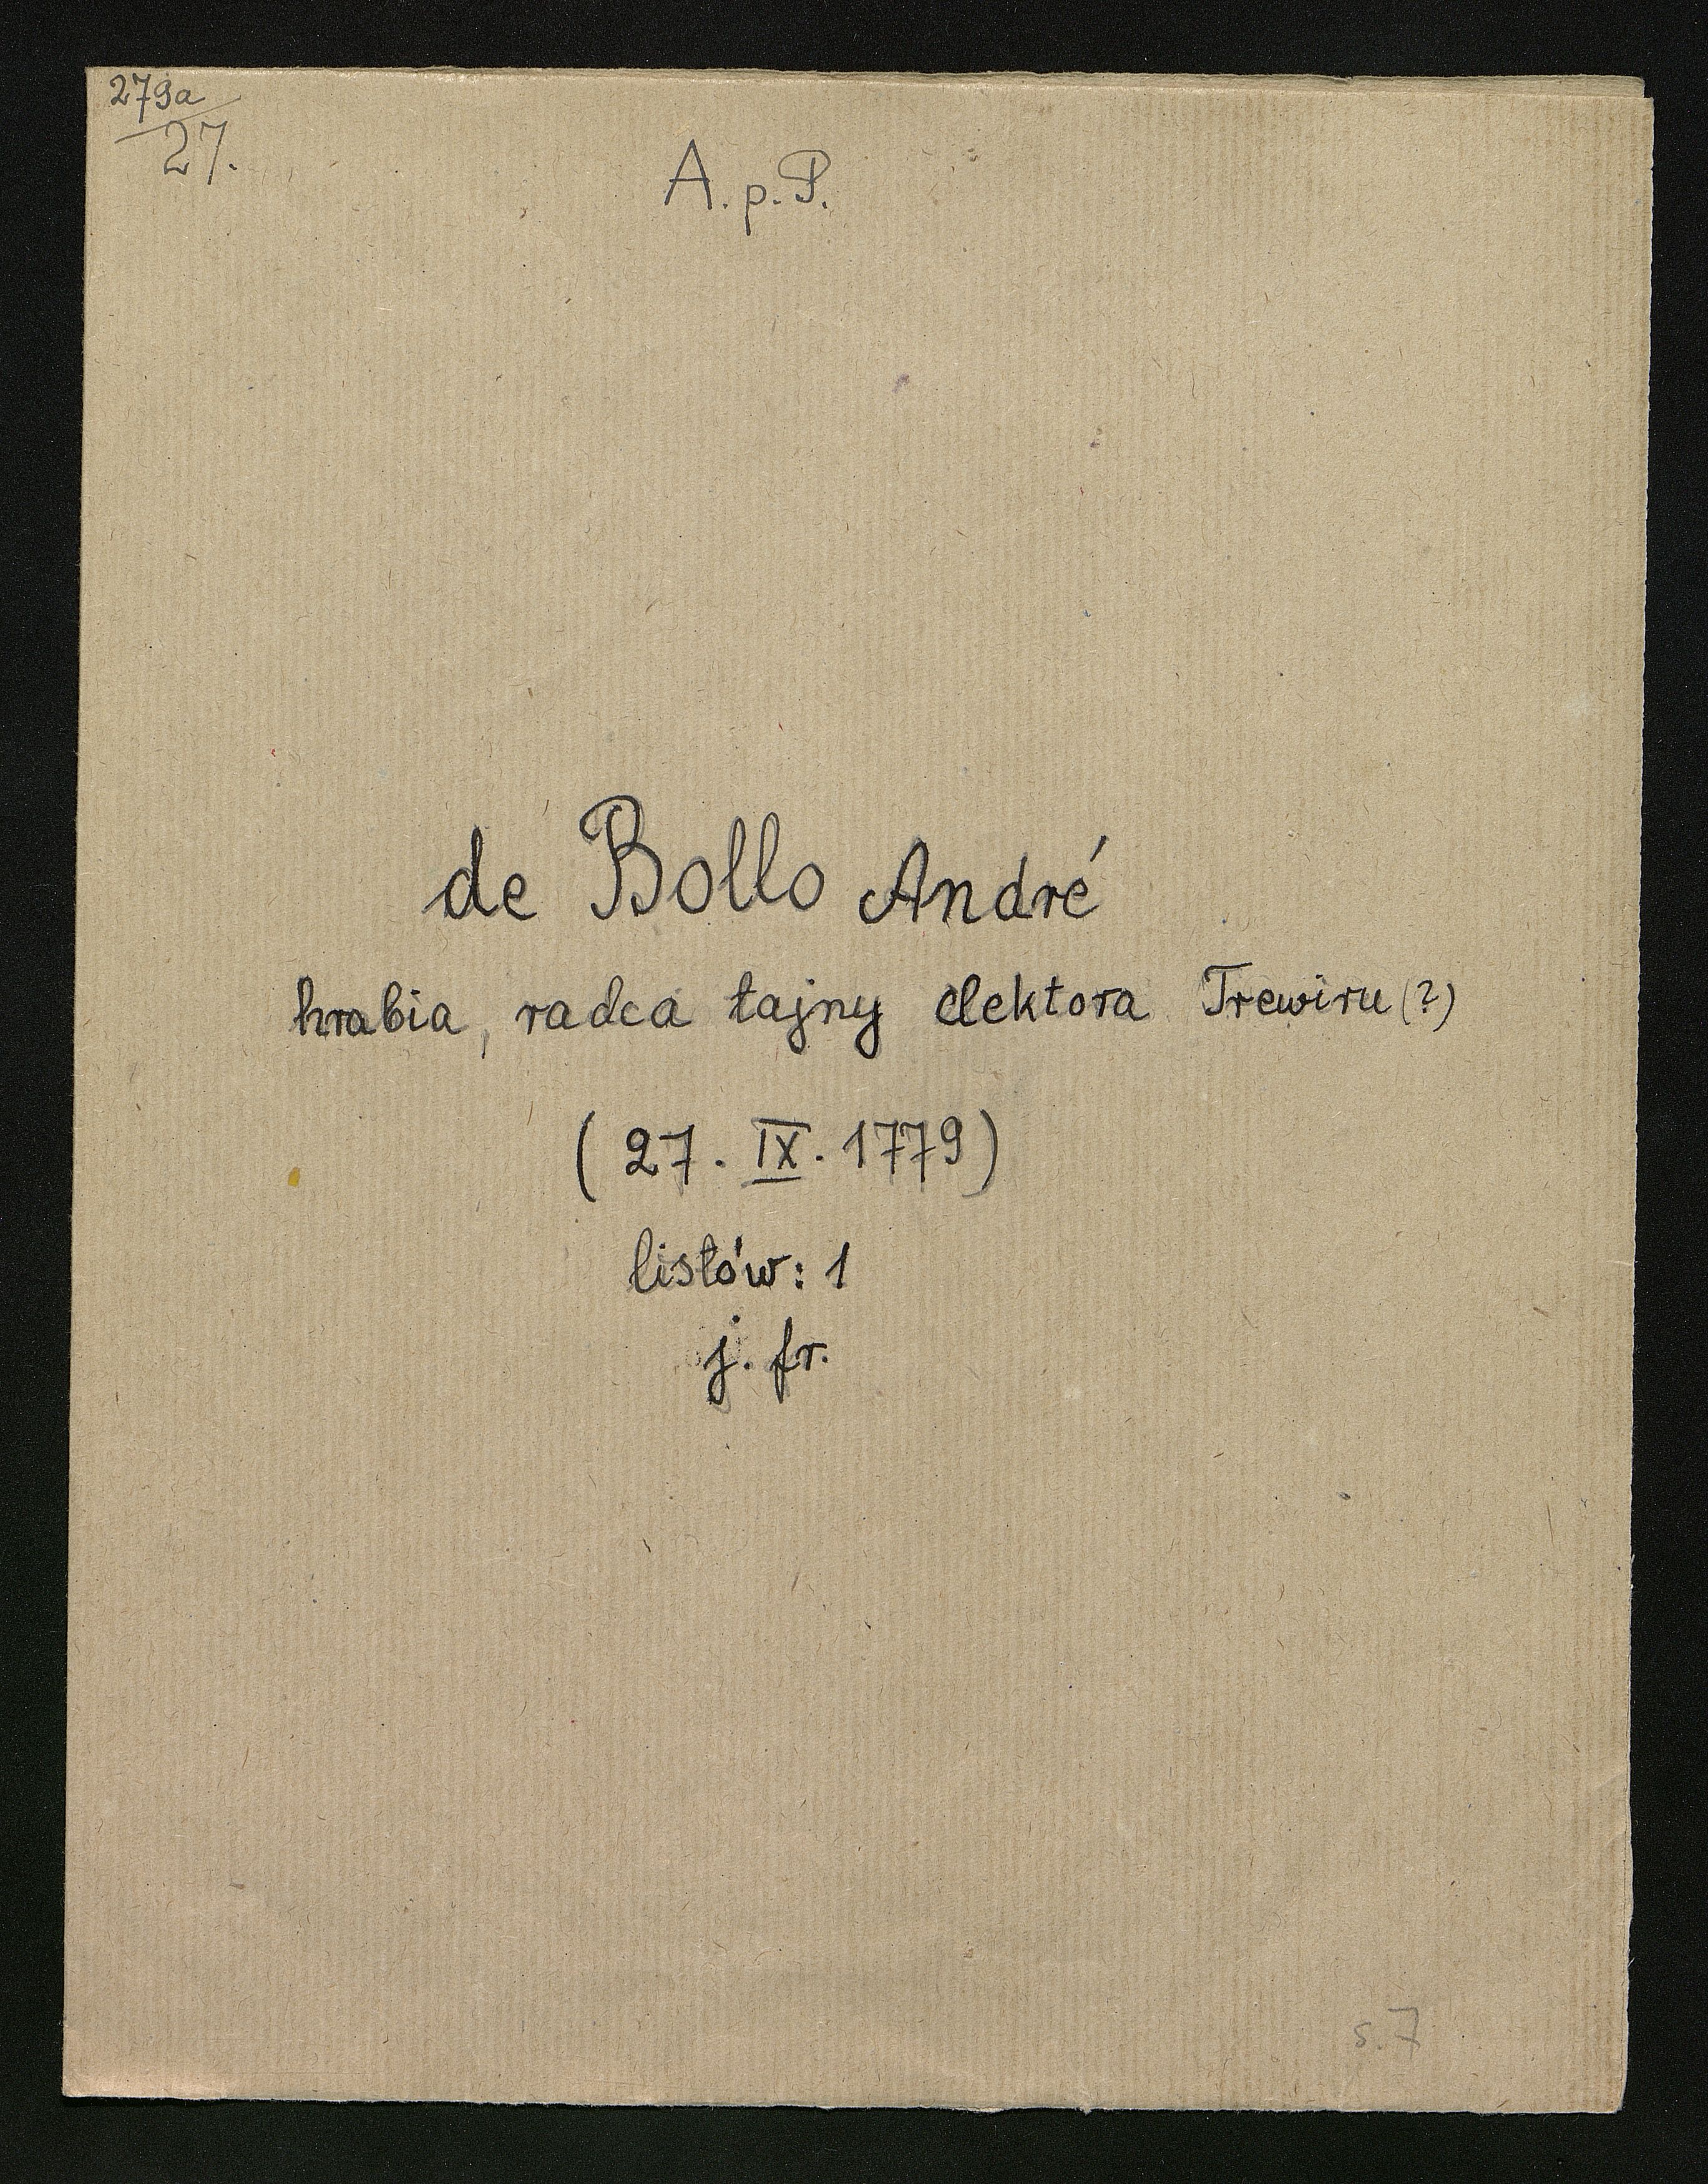 279a
27.
A. p. P.
de Bollo André
hrabia, radca tajny elektora Trewiru (?)
(27. IX. 1779)
listów: 1
j. fr.
s. 7